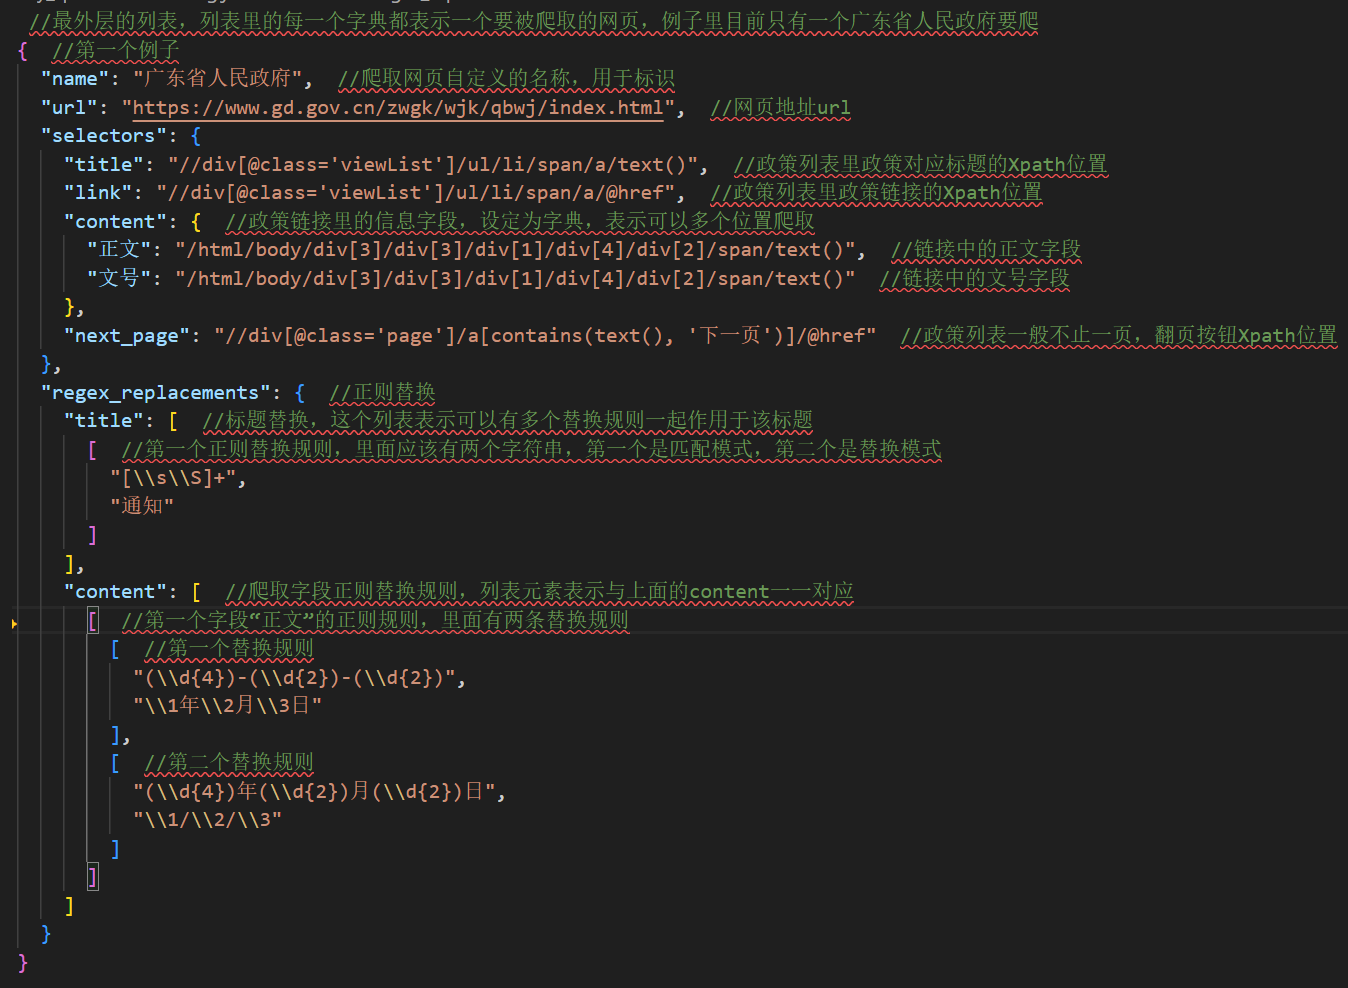 //最外层的列表，列表里的每一个字典都表示一个要被爬取的网页，例子里目前只有一个广东省人民政府要爬
{  //第一个例子
  "name": "广东省人民政府",  //爬取网页自定义的名称，用于标识
  "url": "https://www.gd.gov.cn/zwgk/wjk/qbwj/index.html",  //网页地址url
  "selectors": {
    "title": "//div[@class='viewList']/ul/li/span/a/text()",  //政策列表里政策对应标题的Xpath位置
    "link": "//div[@class='viewList']/ul/li/span/a/@href",  //政策列表里政策链接的Xpath位置
    "content": {  //政策链接里的信息字段，设定为字典，表示可以多个位置爬取
      "正文": "/html/body/div[3]/div[3]/div[1]/div[4]/div[2]/span/text()",  //链接中的正文字段
      "文号": "/html/body/div[3]/div[3]/div[1]/div[4]/div[2]/span/text()"  //链接中的文号字段
    },
    "next_page": "//div[@class='page']/a[contains(text(), '下一页')]/@href"  //政策列表一般不止一页，翻页按钮Xpath位置
  },
  "regex_replacements": {  //正则替换
    "title": [  //标题替换，这个列表表示可以有多个替换规则一起作用于该标题
      [  //第一个正则替换规则，里面应该有两个字符串，第一个是匹配模式，第二个是替换模式
        "[\\s\\S]+",
        "通知"
      ]
    ],
    "content": [  //爬取字段正则替换规则，列表元素表示与上面的content一一对应
      [  //第一个字段“正文”的正则规则，里面有两条替换规则
        [  //第一个替换规则
          "(\\d{4})-(\\d{2})-(\\d{2})",
          "\\1年\\2月\\3日"
        ],
        [  //第二个替换规则
          "(\\d{4})年(\\d{2})月(\\d{2})日",
          "\\1/\\2/\\3"
        ]
      ]
    ]
  }
}